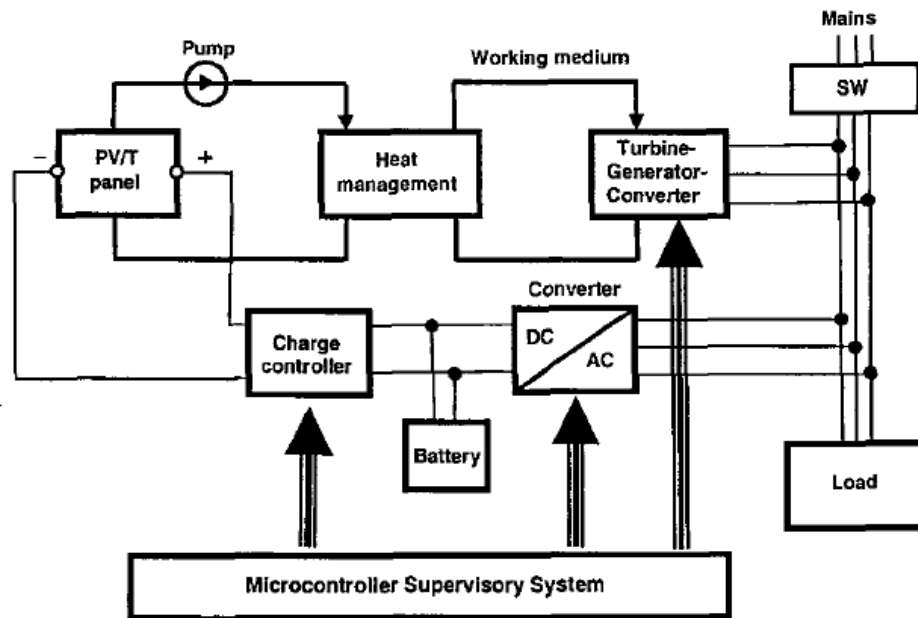 Mains
Pump
Working medium
SW
PV/T
panel
−
+
Heat
management
Turbine-
Generator-
Converter
Converter
Charge
controller
DC
AC
Battery
Load
Microcontroller Supervisory System